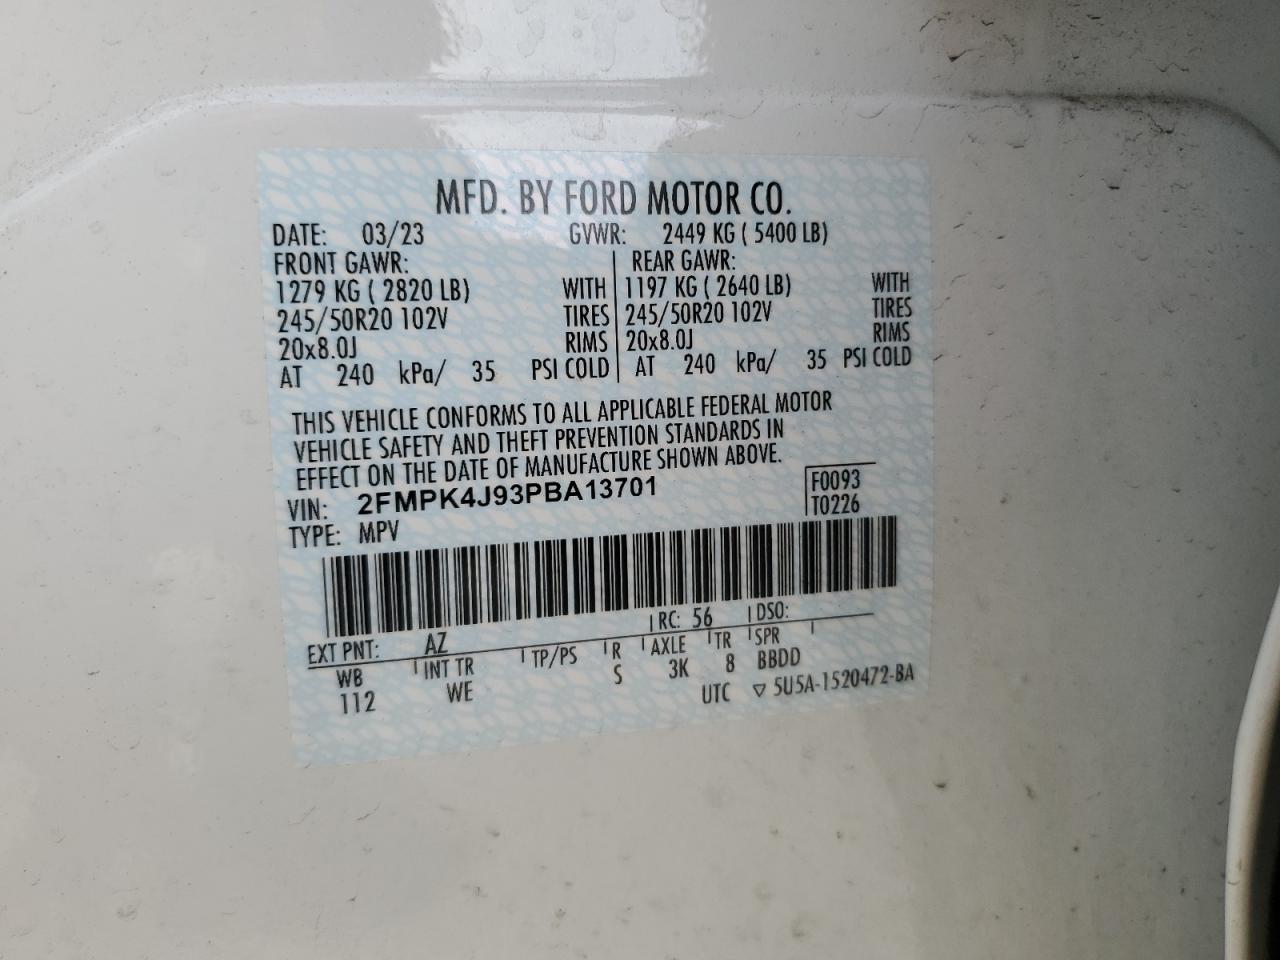 MFD. BY FORD MOTOR CO.
DATE: 03/23 GVWR: 2449 KG ( 5400 LB)
FRONT GAWR: REAR GAWR:
1279 KG ( 2820 LB) WITH 1197 KG ( 2640 LB) WITH
245/50R20 102V TIRES 245/50R20 102V TIRES
20x8.0J RIMS 20x8.0J RIMS
AT 240 kPa/ 35 PSI COLD AT 240 kPa/ 35 PSI COLD
THIS VEHICLE CONFORMS TO ALL APPLICABLE FEDERAL MOTOR
VEHICLE SAFETY AND THEFT PREVENTION STANDARDS IN
EFFECT ON THE DATE OF MANUFACTURE SHOWN ABOVE.
VIN: 2FMPK4J93PBA13701 F0093
TYPE: MPV T0226
EXT PNT: AZ RC: 56 DSO:
WB INT TR TP/PS R AXLE TR SPR
112 WE S 3K 8 BBDD
UTC ▽ 5U5A-1520472-BA